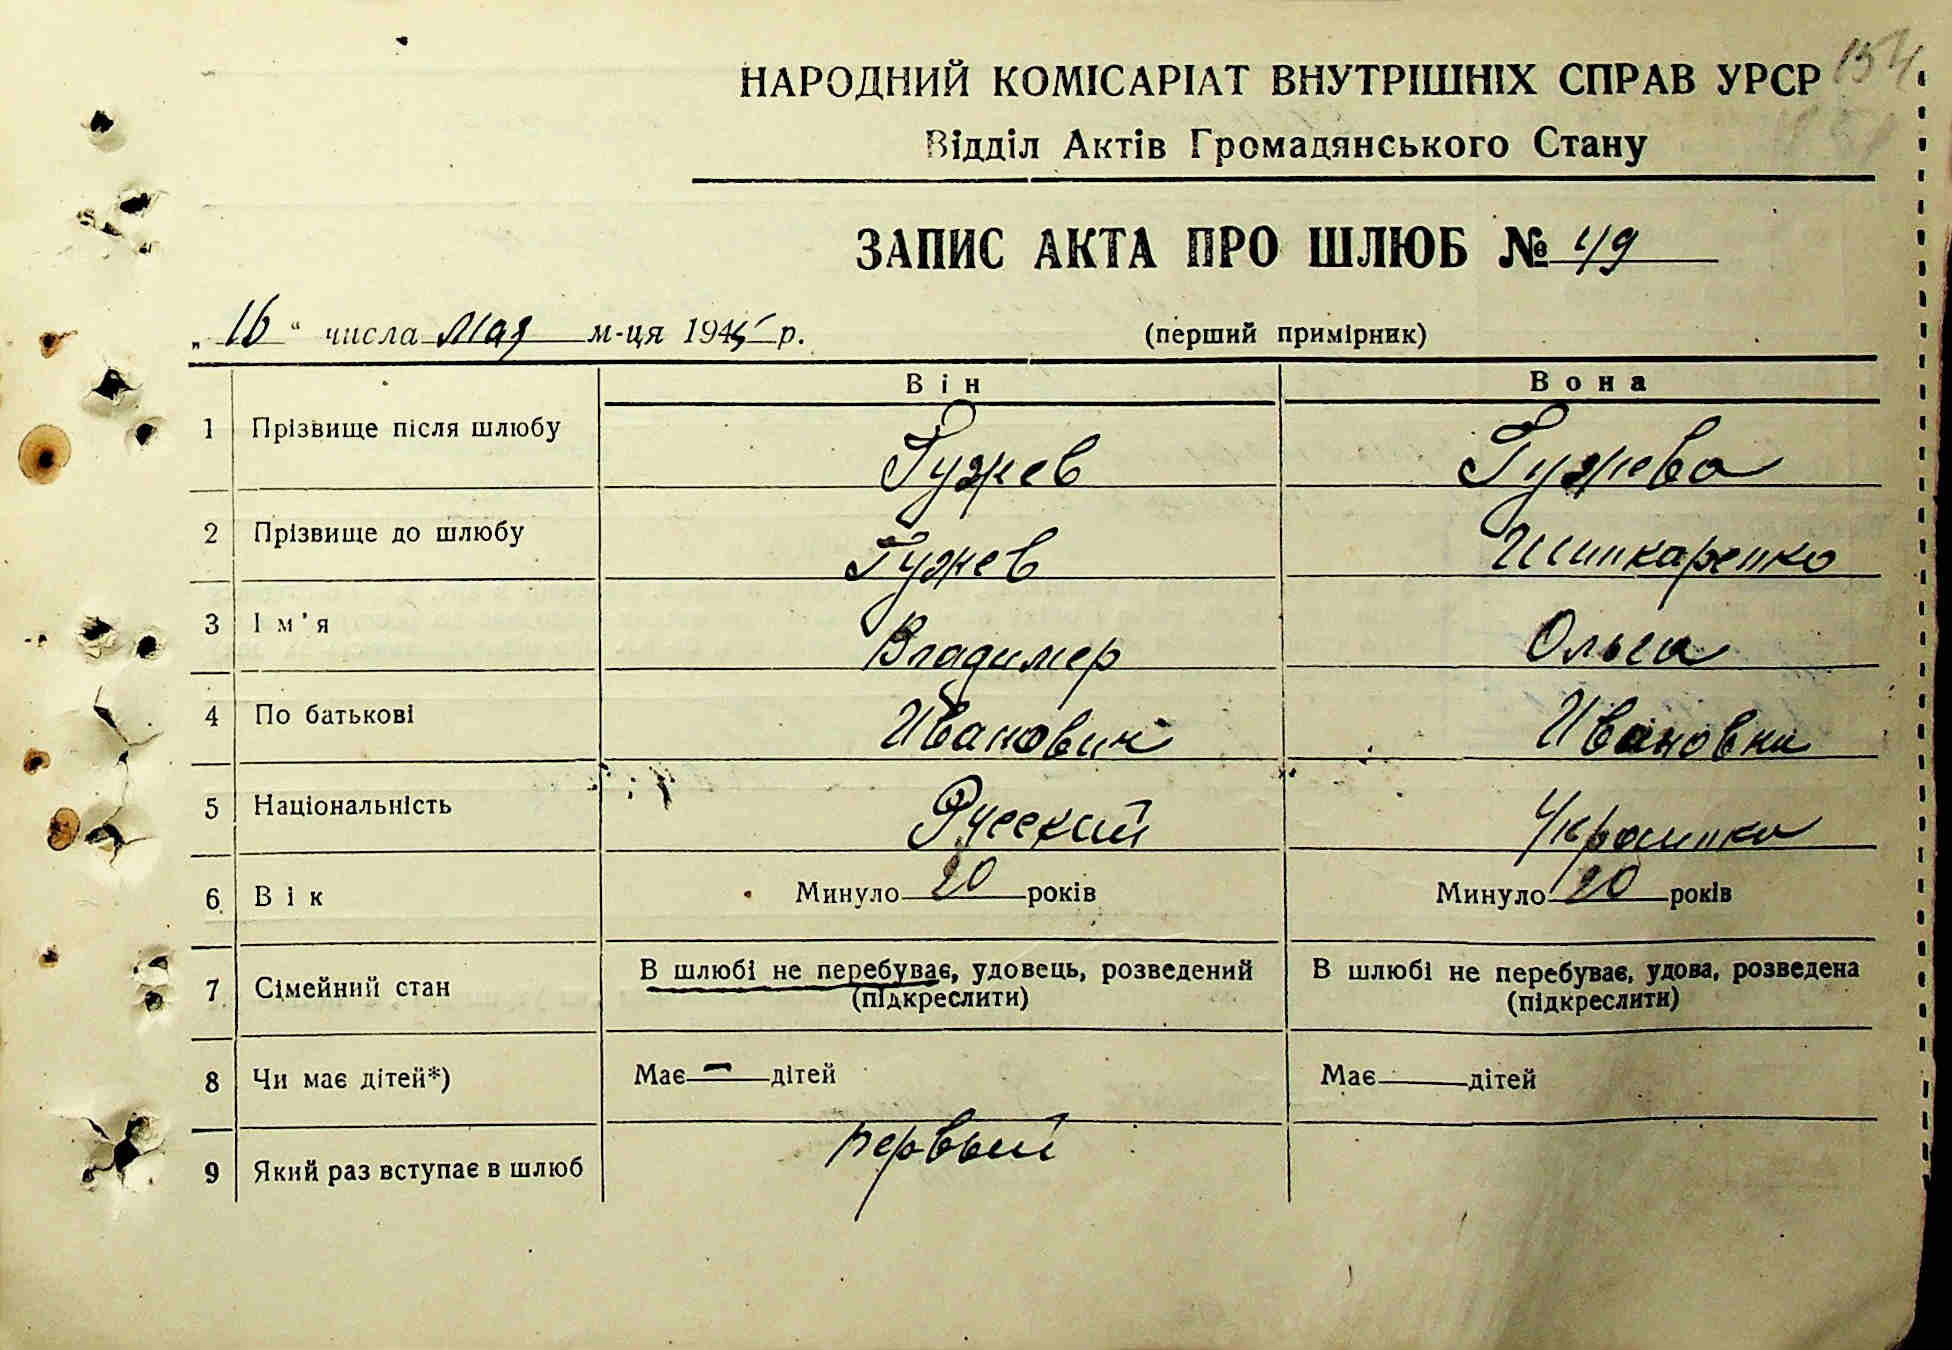 154
НАРОДНИЙ КОМІСАРІАТ ВНУТРІШНІХ СПРАВ УРСР
Відділ Актів Громадянського Стану
ЗАПИС АКТА ПРО ШЛЮБ № 49
„ 16 “ числа мая м-ця 1945 р.
(перший примірник)
Він Вона
1 Прізвище після шлюбу Гужев Гужева
2 Прізвище до шлюбу Гужев Шинкаренко
3 Ім'я Владимер Ольга
4 По батькові Иванович Ивановна
5 Національність Русский Украинка
6 Вік Минуло 20 років Минуло 20 років
7 Сімейний стан В шлюбі не перебуває, удовець, розведений В шлюбі не перебуває, удова, розведена
(підкреслити) (підкреслити)
8 Чи має дітей*) Має — дітей Має дітей
9 Який раз вступає в шлюб первый